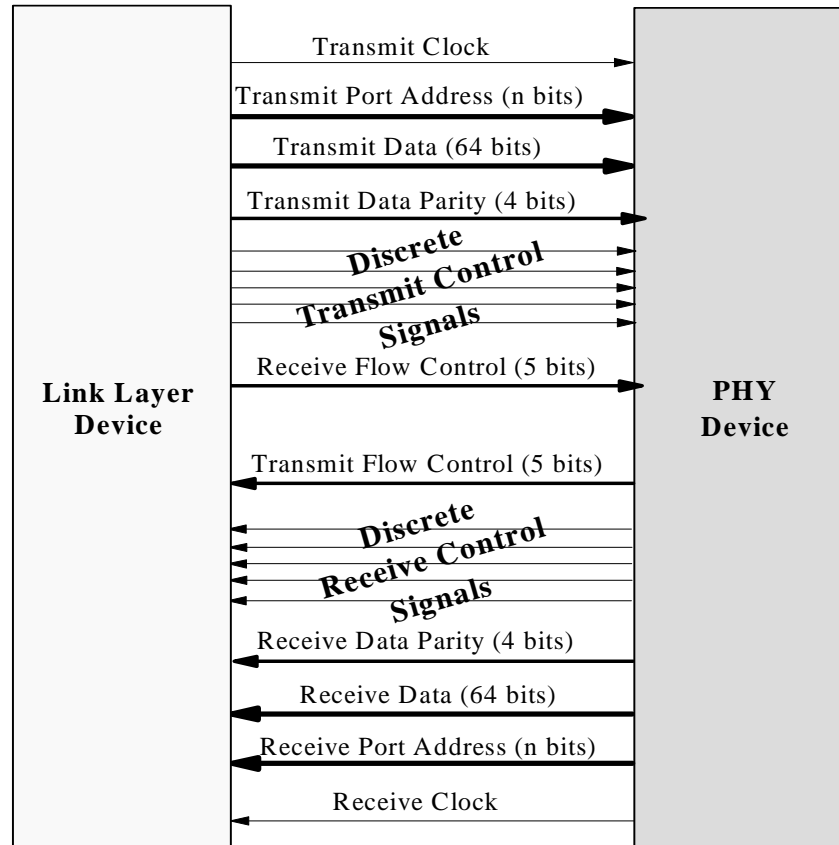 Transmit Clock
Transmit Port Address (n bits)
Transmit Data (64 bits)
Transmit Data Parity (4 bits)
Discrete
Transmit Control
Signals
Receive Flow Control (5 bits)
Link Layer
Device
PHY
Device
Transmit Flow Control (5 bits)
Discrete
Receive Control
Signals
Receive Data Parity (4 bits)
Receive Data (64 bits)
Receive Port Address (n bits)
Receive Clock